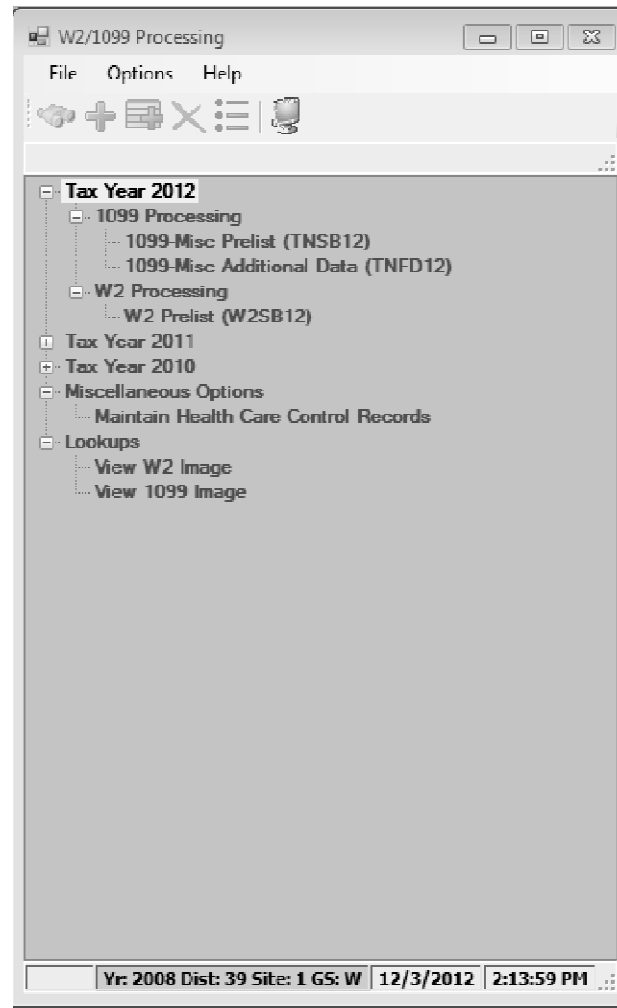 W2/1099 Processing
File Options Help
Tax Year 2012
1099 Processing
1099-Misc Prelist (TNSB12)
1099-Misc Additional Data (TNFD12)
W2 Processing
W2 Prelist (W2SB12)
Tax Year 2011
Tax Year 2010
Miscellaneous Options
Maintain Health Care Control Records
Lookups
View W2 Image
View 1099 Image
Yr: 2008 Dist: 39 Site: 1 GS: W 12/3/2012 2:13:59 PM